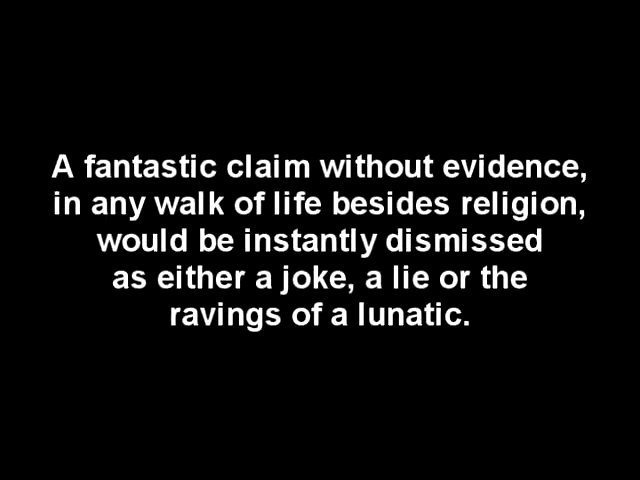 A fantastic claim without evidence,
in any walk of life besides religion,
would be instantly dismissed
as either a joke, a lie or the
ravings of a lunatic.